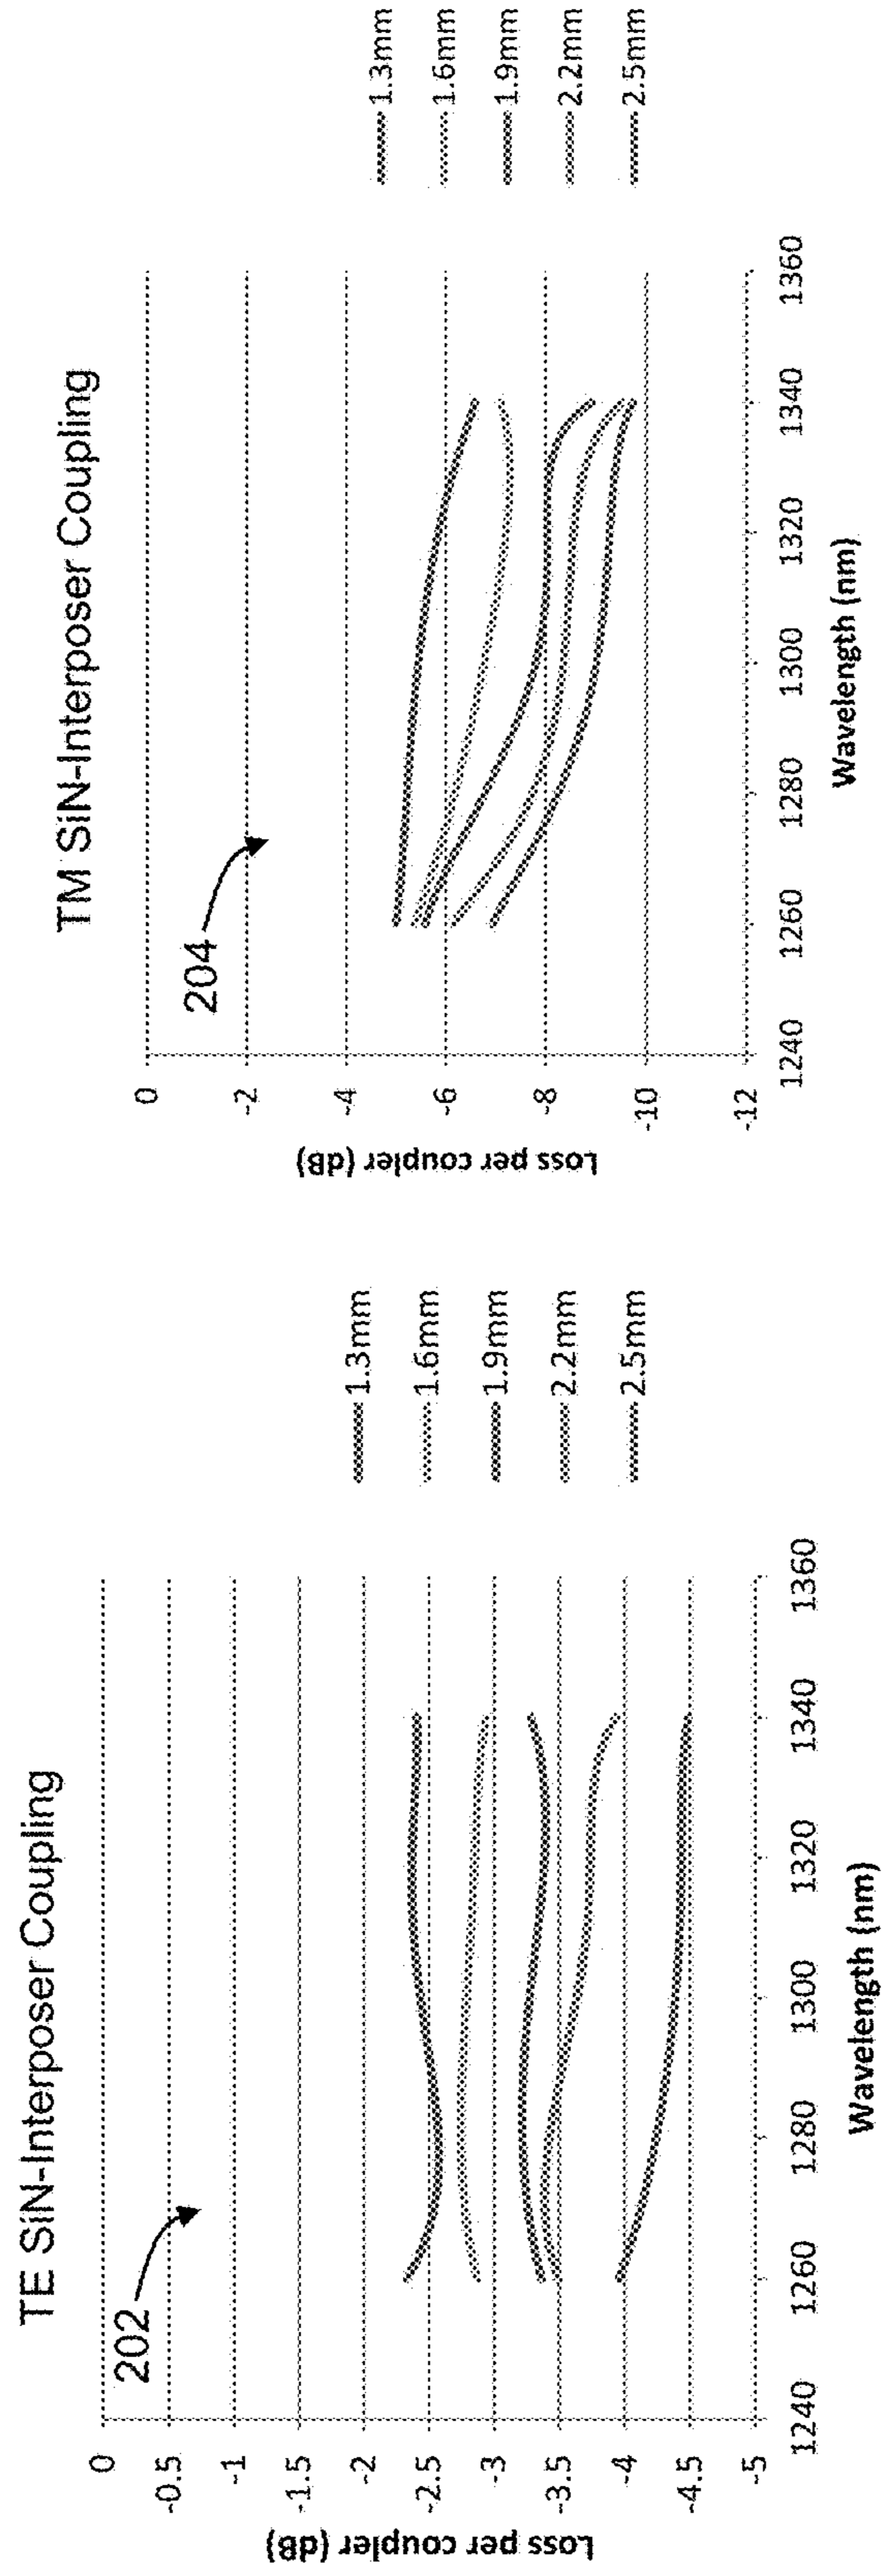 TE SiN-Interposer Coupling
202
0
-0.5
-1
-1.5
-2
-2.5
-3
-3.5
-4
-4.5
-5
Loss per coupler (dB)
1240
1260
1280
1300
1320
1340
1360
Wavelength (nm)
1.3mm
1.6mm
1.9mm
2.2mm
2.5mm
TM SiN-Interposer Coupling
204
0
-2
-4
-6
-8
-10
-12
Loss per coupler (dB)
1240
1260
1280
1300
1320
1340
1360
Wavelength (nm)
1.3mm
1.6mm
1.9mm
2.2mm
2.5mm